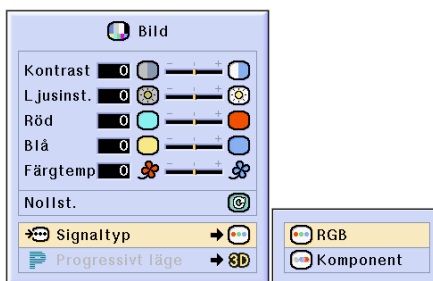 Bild
Kontrast 0
Ljusinst. 0
Röd 0
Blå 0
Färgtemp 0
Nollst.
Signaltyp
Progressivt läge 3D
RGB
Komponent